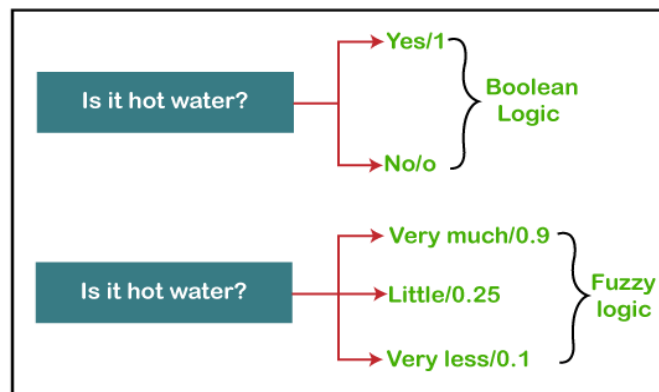 Is it hot water?
Yes/1
No/o
Boolean
Logic
Is it hot water?
Very much/0.9
Little/0.25
Very less/0.1
Fuzzy
logic